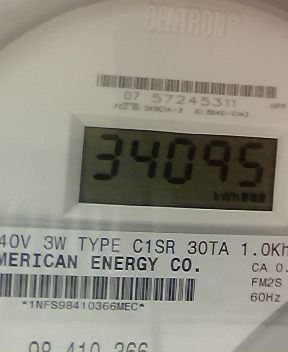 CENTRON®
07 57245311
34095
kWh
40V 3W TYPE C1SR 30TA 1.0Kh
MERICAN ENERGY CO.
CA 0.
FM2S
60Hz
*1NFS98410366MEC*
98 410 366